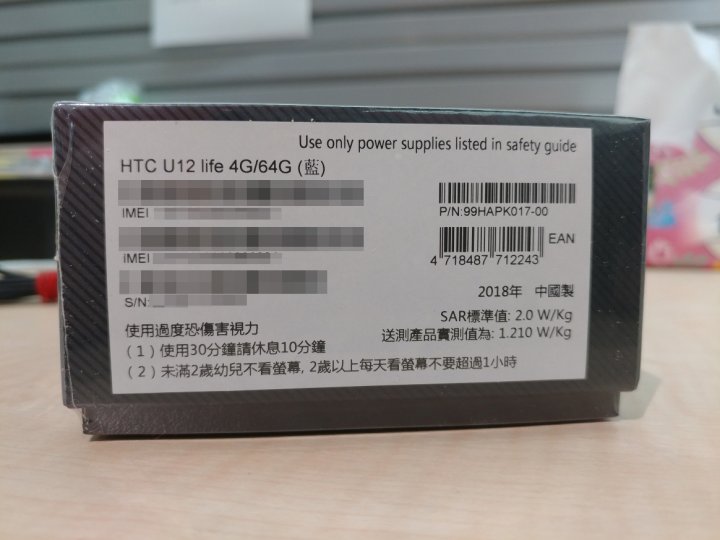 Use only power supplies listed in safety guide
HTC U12 life 4G/64G (藍)
IMEI
P/N:99HAPK017-00
IMEI
EAN
4 718487 712243
S/N:
2018年 中國製
SAR標準值: 2.0 W/Kg
送測產品實測值為: 1.210 W/Kg
使用過度恐傷害視力
(1) 使用30分鐘請休息10分鐘
(2) 未滿2歲幼兒不看螢幕, 2歲以上每天看螢幕不要超過1小時